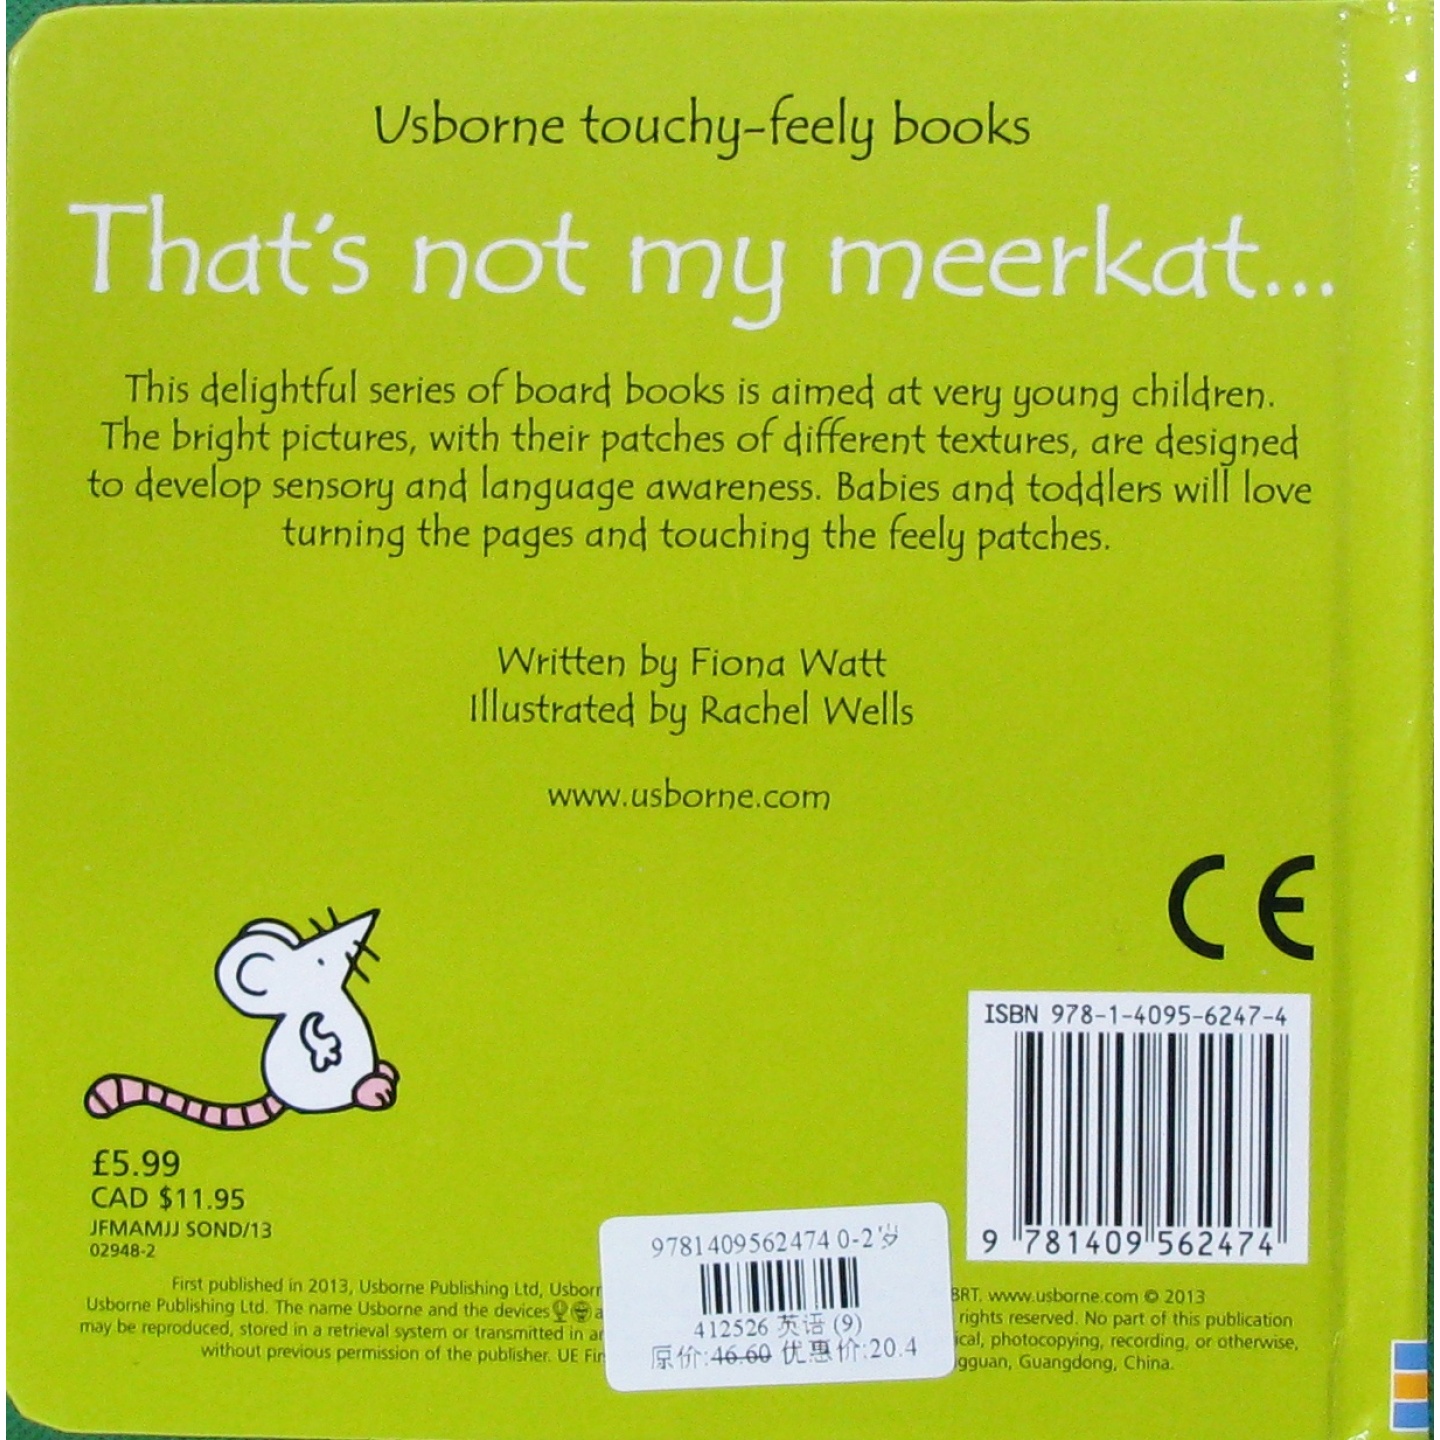 Usborne touchy-feely books
That's not my meerkat...
This delightful series of board books is aimed at very young children.
The bright pictures, with their patches of different textures, are designed
to develop sensory and language awareness. Babies and toddlers will love
turning the pages and touching the feely patches.
Written by Fiona Watt
Illustrated by Rachel Wells
www.usborne.com
CE
ISBN 978-1-4095-6247-4
9 781409 562474
£5.99
CAD $11.95
JFMAMJJ SOND/13
02948-2
9781409562474 0-2岁
412526 英语 (9)
原价:46.60 优惠价:20.4
First published in 2013, Usborne Publishing Ltd, BRT. www.usborne.com © 2013
Usborne Publishing Ltd. The name Usborne and the devices rights reserved. No part of this publication
may be reproduced, stored in a retrieval system or transmitted in photocopying, recording, or otherwise,
without previous permission of the publisher. UE Guangdong, China.